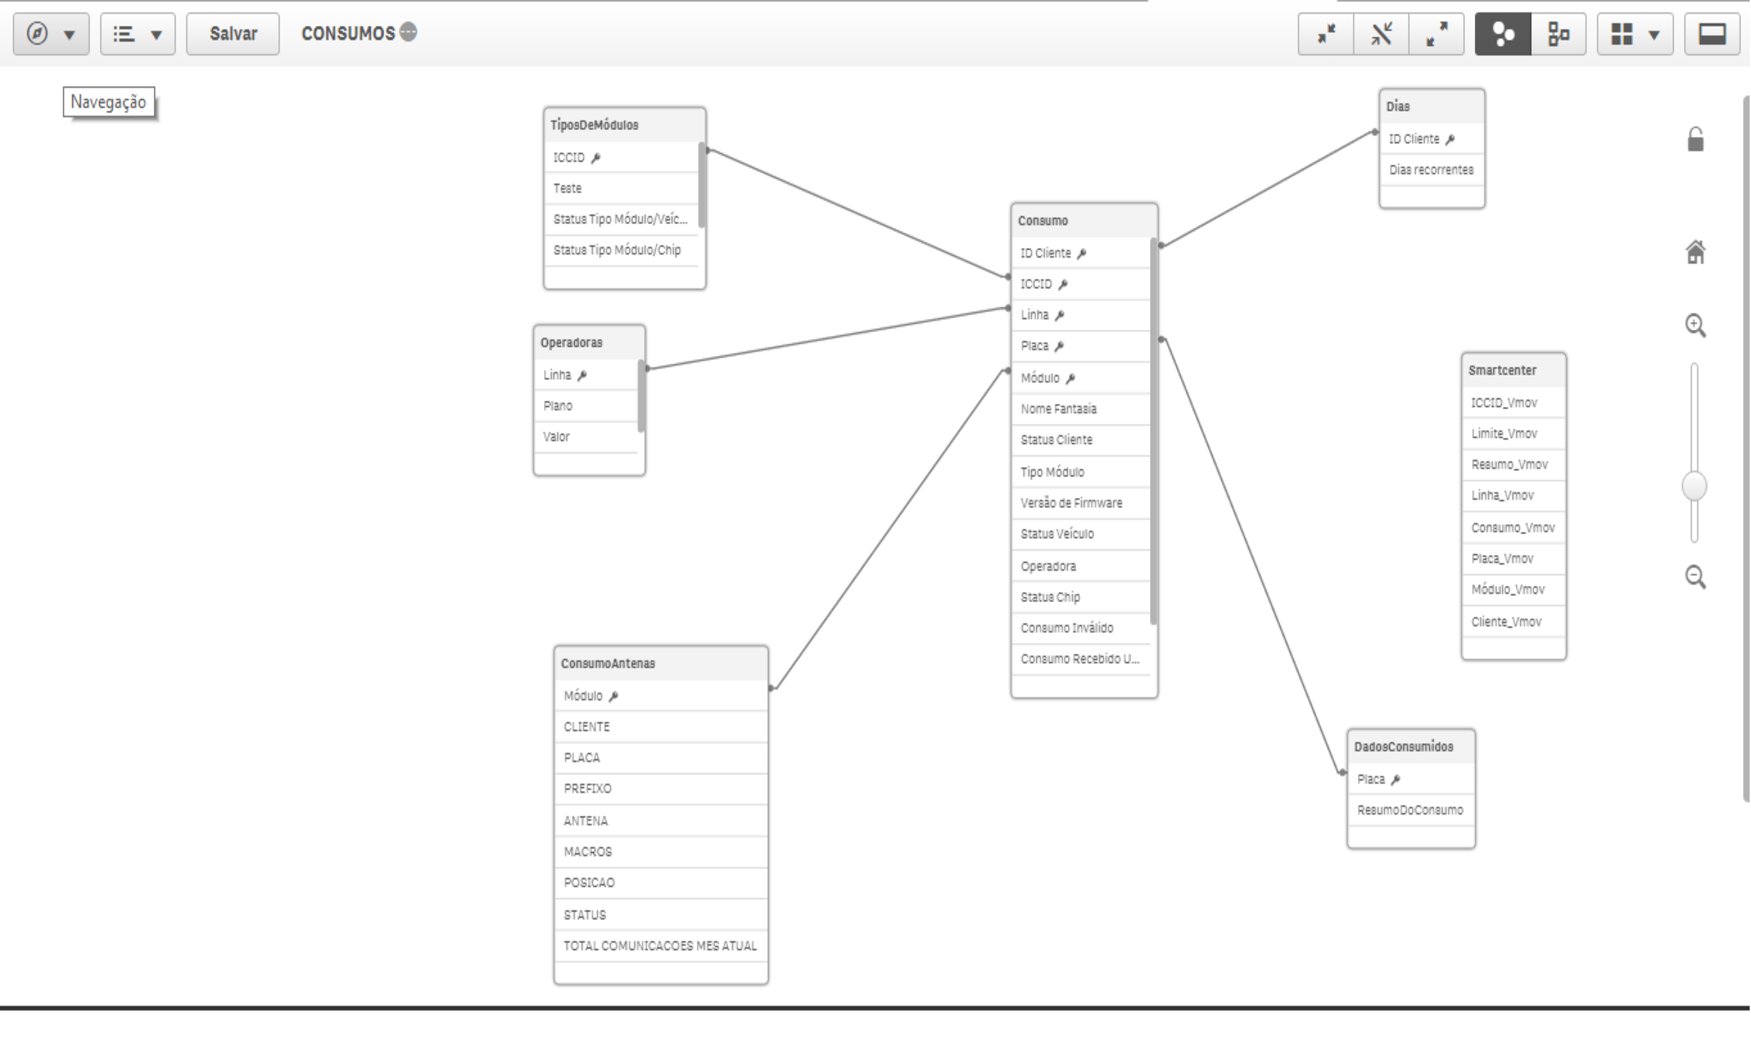 Salvar
CONSUMOS
Navegação
TiposDeMódulos
ICCID
Teste
Status Tipo Módulo/Veíc...
Status Tipo Módulo/Chip
Operadoras
Linha
Plano
Valor
ConsumoAntenas
Módulo
CLIENTE
PLACA
PREFIXO
ANTENA
MACROS
POSICAO
STATUS
TOTAL COMUNICACOES MES ATUAL
Consumo
ID Cliente
ICCID
Linha
Placa
Módulo
Nome Fantasia
Status Cliente
Tipo Módulo
Versão de Firmware
Status Veículo
Operadora
Status Chip
Consumo Inválido
Consumo Recebido U...
Dias
ID Cliente
Dias recorrentes
Smartcenter
ICCID_Vmov
Limite_Vmov
Resumo_Vmov
Linha_Vmov
Consumo_Vmov
Placa_Vmov
Módulo_Vmov
Cliente_Vmov
DadosConsumidos
Placa
ResumoDoConsumo